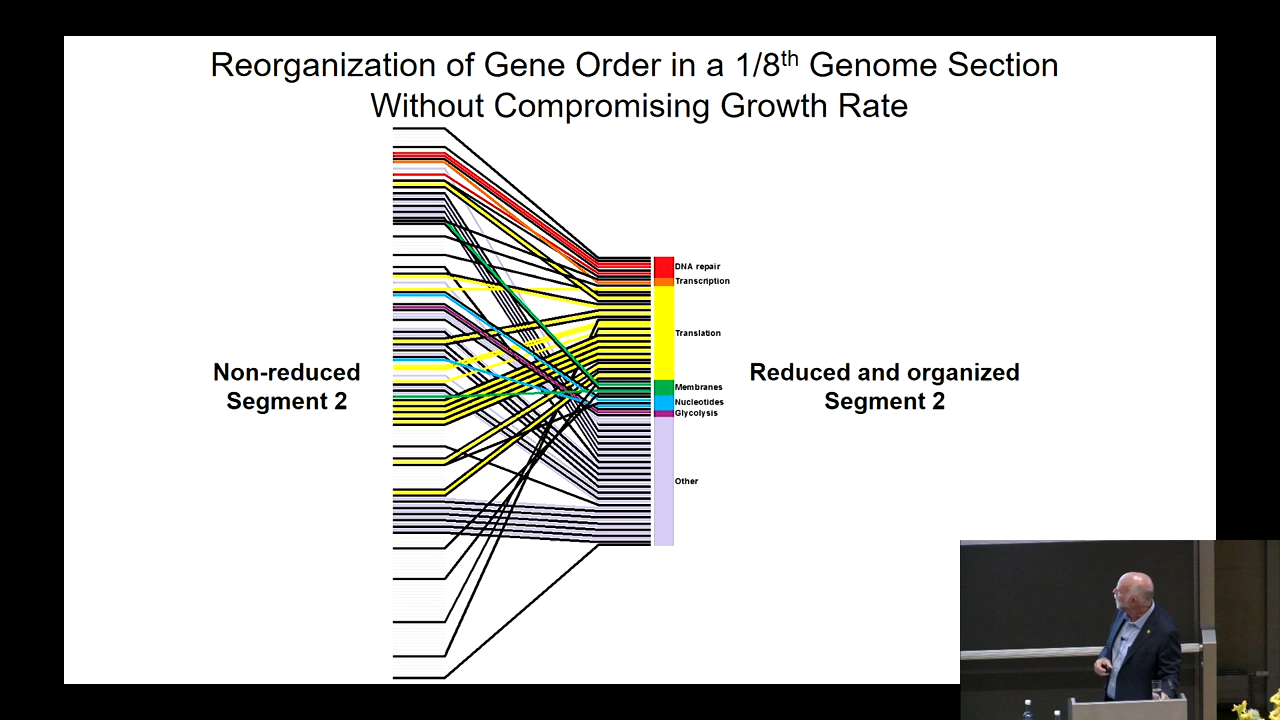 Reorganization of Gene Order in a 1/8th Genome Section
Without Compromising Growth Rate
Non-reduced
Segment 2
DNA repair
Transcription
Translation
Membranes
Nucleotides
Glycolysis
Other
Reduced and organized
Segment 2